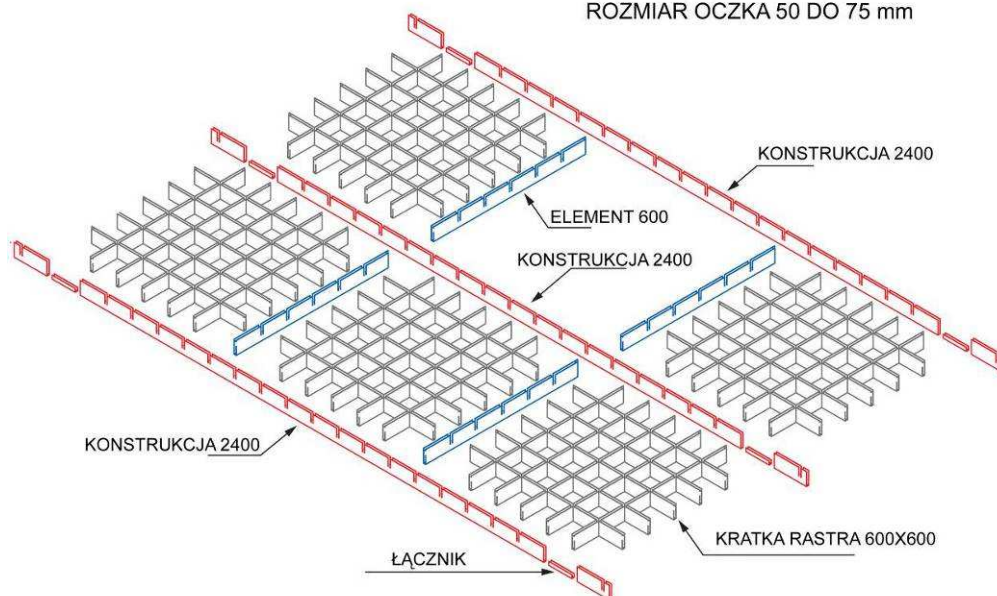 ROZMIAR OCZKA 50 DO 75 mm
KONSTRUKCJA 2400
ELEMENT 600
KONSTRUKCJA 2400
KONSTRUKCJA 2400
KRATKA RASTRA 600X600
ŁĄCZNIK